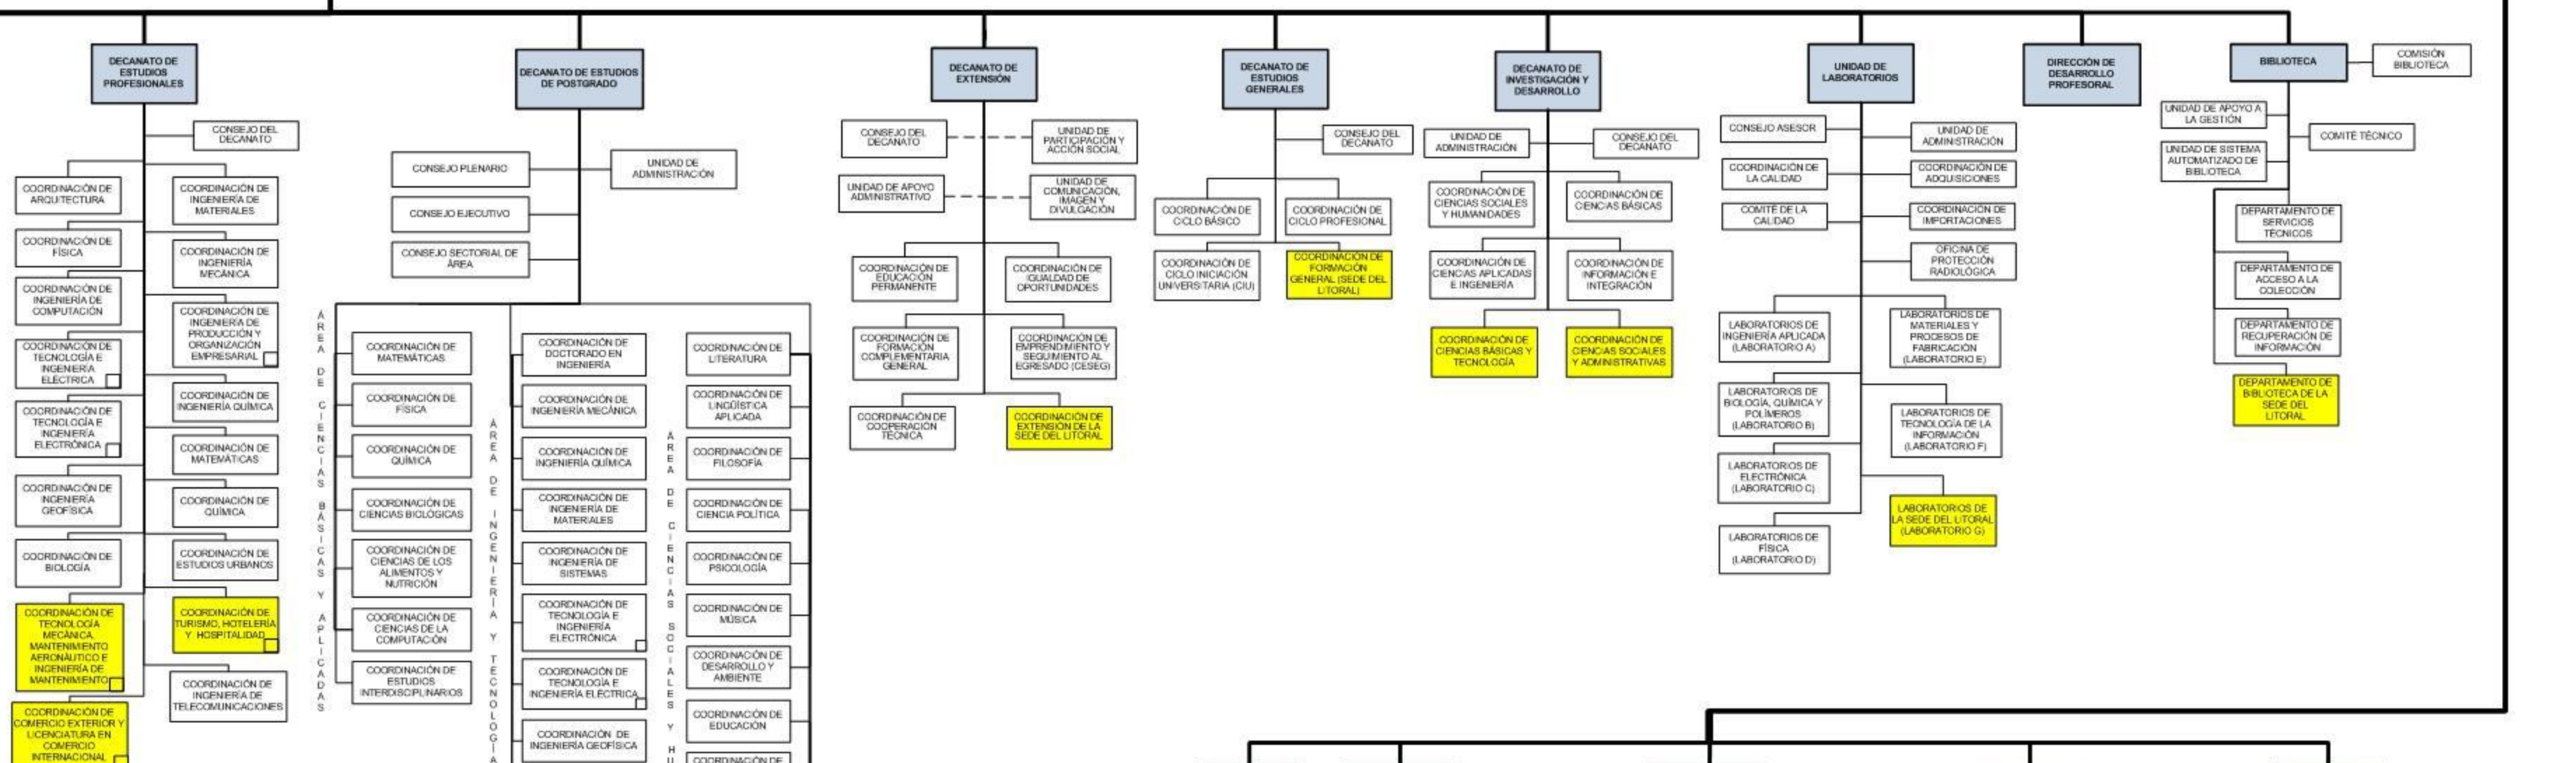 DECANATO DE
ESTUDIOS
PROFESIONALES
CONSEJO DEL
DECANATO
COORDINACIÓN DE
ARQUITECTURA
COORDINACIÓN DE
INGENIERÍA DE
MATERIALES
COORDINACIÓN DE
FÍSICA
COORDINACIÓN DE
INGENIERÍA
MECÁNICA
COORDINACIÓN DE
INGENIERÍA DE
COMPUTACIÓN
COORDINACIÓN DE
INGENIERÍA DE
PRODUCCIÓN Y
ORGANIZACIÓN
EMPRESARIAL
COORDINACIÓN DE
TECNOLOGÍA E
INGENIERÍA
ELÉCTRICA
COORDINACIÓN DE
INGENIERÍA QUÍMICA
COORDINACIÓN DE
TECNOLOGÍA E
INGENIERÍA
ELECTRÓNICA
COORDINACIÓN DE
MATEMÁTICAS
COORDINACIÓN DE
INGENIERÍA
GEOFÍSICA
COORDINACIÓN DE
QUÍMICA
COORDINACIÓN DE
BIOLOGÍA
COORDINACIÓN DE
ESTUDIOS URBANOS
COORDINACIÓN DE
TECNOLOGÍA
MECÁNICA,
MANTENIMIENTO
AERONÁUTICO E
INGENIERÍA DE
MANTENIMIENTO
COORDINACIÓN DE
TURISMO, HOTELERÍA
Y HOSPITALIDAD
COORDINACIÓN DE
INGENIERÍA DE
TELECOMUNICACIONES
COORDINACIÓN DE
COMERCIO EXTERIOR Y
LICENCIATURA EN
COMERCIO
INTERNACIONAL
DECANATO DE ESTUDIOS
DE POSTGRADO
CONSEJO PLENARIO
UNIDAD DE
ADMINISTRACIÓN
CONSEJO EJECUTIVO
CONSEJO SECTORIAL DE
ÁREA
ÁREA DE CIENCIAS BÁSICAS Y APLICADAS
COORDINACIÓN DE
MATEMÁTICAS
COORDINACIÓN DE
FÍSICA
COORDINACIÓN DE
QUÍMICA
COORDINACIÓN DE
CIENCIAS BIOLÓGICAS
COORDINACIÓN DE
CIENCIAS DE LOS
ALIMENTOS Y
NUTRICIÓN
COORDINACIÓN DE
CIENCIAS DE LA
COMPUTACIÓN
COORDINACIÓN DE
ESTUDIOS
INTERDISCIPLINARIOS
ÁREA DE INGENIERÍA Y TECNOLOGÍA
COORDINACIÓN DE
DOCTORADO EN
INGENIERÍA
COORDINACIÓN DE
INGENIERÍA MECÁNICA
COORDINACIÓN DE
INGENIERÍA QUÍMICA
COORDINACIÓN DE
INGENIERÍA DE
MATERIALES
COORDINACIÓN DE
INGENIERÍA DE
SISTEMAS
COORDINACIÓN DE
TECNOLOGÍA E
INGENIERÍA
ELECTRÓNICA
COORDINACIÓN DE
TECNOLOGÍA E
INGENIERÍA ELÉCTRICA
COORDINACIÓN DE
INGENIERÍA GEOFÍSICA
ÁREA DE CIENCIAS SOCIALES Y HU
COORDINACIÓN DE
LITERATURA
COORDINACIÓN DE
LINGÜÍSTICA
APLICADA
COORDINACIÓN DE
FILOSOFÍA
COORDINACIÓN DE
CIENCIA POLÍTICA
COORDINACIÓN DE
PSICOLOGÍA
COORDINACIÓN DE
MÚSICA
COORDINACIÓN DE
DESARROLLO Y
AMBIENTE
COORDINACIÓN DE
EDUCACIÓN
COORDINACIÓN DE
DECANATO DE
EXTENSIÓN
CONSEJO DEL
DECANATO
UNIDAD DE
PARTICIPACIÓN Y
ACCIÓN SOCIAL
UNIDAD DE APOYO
ADMINISTRATIVO
UNIDAD DE
COMUNICACIÓN,
IMAGEN Y
DIVULGACIÓN
COORDINACIÓN DE
EDUCACIÓN
PERMANENTE
COORDINACIÓN DE
IGUALDAD DE
OPORTUNIDADES
COORDINACIÓN DE
FORMACIÓN
COMPLEMENTARIA
GENERAL
COORDINACIÓN DE
EMPRENDIMIENTO Y
SEGUIMIENTO AL
EGRESADO (CESEG)
COORDINACIÓN DE
COOPERACIÓN
TÉCNICA
COORDINACIÓN DE
EXTENSIÓN DE LA
SEDE DEL LITORAL
DECANATO DE
ESTUDIOS
GENERALES
CONSEJO DEL
DECANATO
COORDINACIÓN DE
CICLO BÁSICO
COORDINACIÓN DE
CICLO PROFESIONAL
COORDINACIÓN DE
CICLO INICIACIÓN
UNIVERSITARIA (CIU)
COORDINACIÓN DE
FORMACIÓN
GENERAL (SEDE DEL
LITORAL)
DECANATO DE
INVESTIGACIÓN Y
DESARROLLO
UNIDAD DE
ADMINISTRACIÓN
CONSEJO DEL
DECANATO
COORDINACIÓN DE
CIENCIAS SOCIALES
Y HUMANIDADES
COORDINACIÓN DE
CIENCIAS BÁSICAS
COORDINACIÓN DE
CIENCIAS APLICADAS
E INGENIERÍA
COORDINACIÓN DE
INFORMACIÓN E
INTEGRACIÓN
COORDINACIÓN DE
CIENCIAS BÁSICAS Y
TECNOLOGÍA
COORDINACIÓN DE
CIENCIAS SOCIALES
Y ADMINISTRATIVAS
UNIDAD DE
LABORATORIOS
CONSEJO ASESOR
UNIDAD DE
ADMINISTRACIÓN
COORDINACIÓN DE
LA CALIDAD
COORDINACIÓN DE
ADQUISICIONES
COMITÉ DE LA
CALIDAD
COORDINACIÓN DE
IMPORTACIONES
OFICINA DE
PROTECCIÓN
RADIOLÓGICA
LABORATORIOS DE
INGENIERÍA APLICADA
(LABORATORIO A)
LABORATORIOS DE
MATERIALES Y
PROCESOS DE
FABRICACIÓN
(LABORATORIO E)
LABORATORIOS DE
BIOLOGÍA, QUÍMICA Y
POLÍMEROS
(LABORATORIO B)
LABORATORIOS DE
TECNOLOGÍA DE LA
INFORMACIÓN
(LABORATORIO F)
LABORATORIOS DE
ELECTRÓNICA
(LABORATORIO C)
LABORATORIOS DE
LA SEDE DEL LITORAL
(LABORATORIO G)
LABORATORIOS DE
FÍSICA
(LABORATORIO D)
DIRECCIÓN DE
DESARROLLO
PROFESORAL
BIBLIOTECA
COMISIÓN
BIBLIOTECA
UNIDAD DE APOYO A
LA GESTIÓN
COMITÉ TÉCNICO
UNIDAD DE SISTEMA
AUTOMATIZADO DE
BIBLIOTECA
DEPARTAMENTO DE
SERVICIOS
TÉCNICOS
DEPARTAMENTO DE
ACCESO A LA
COLECCIÓN
DEPARTAMENTO DE
RECUPERACIÓN DE
INFORMACIÓN
DEPARTAMENTO DE
BIBLIOTECA DE LA
SEDE DEL
LITORAL